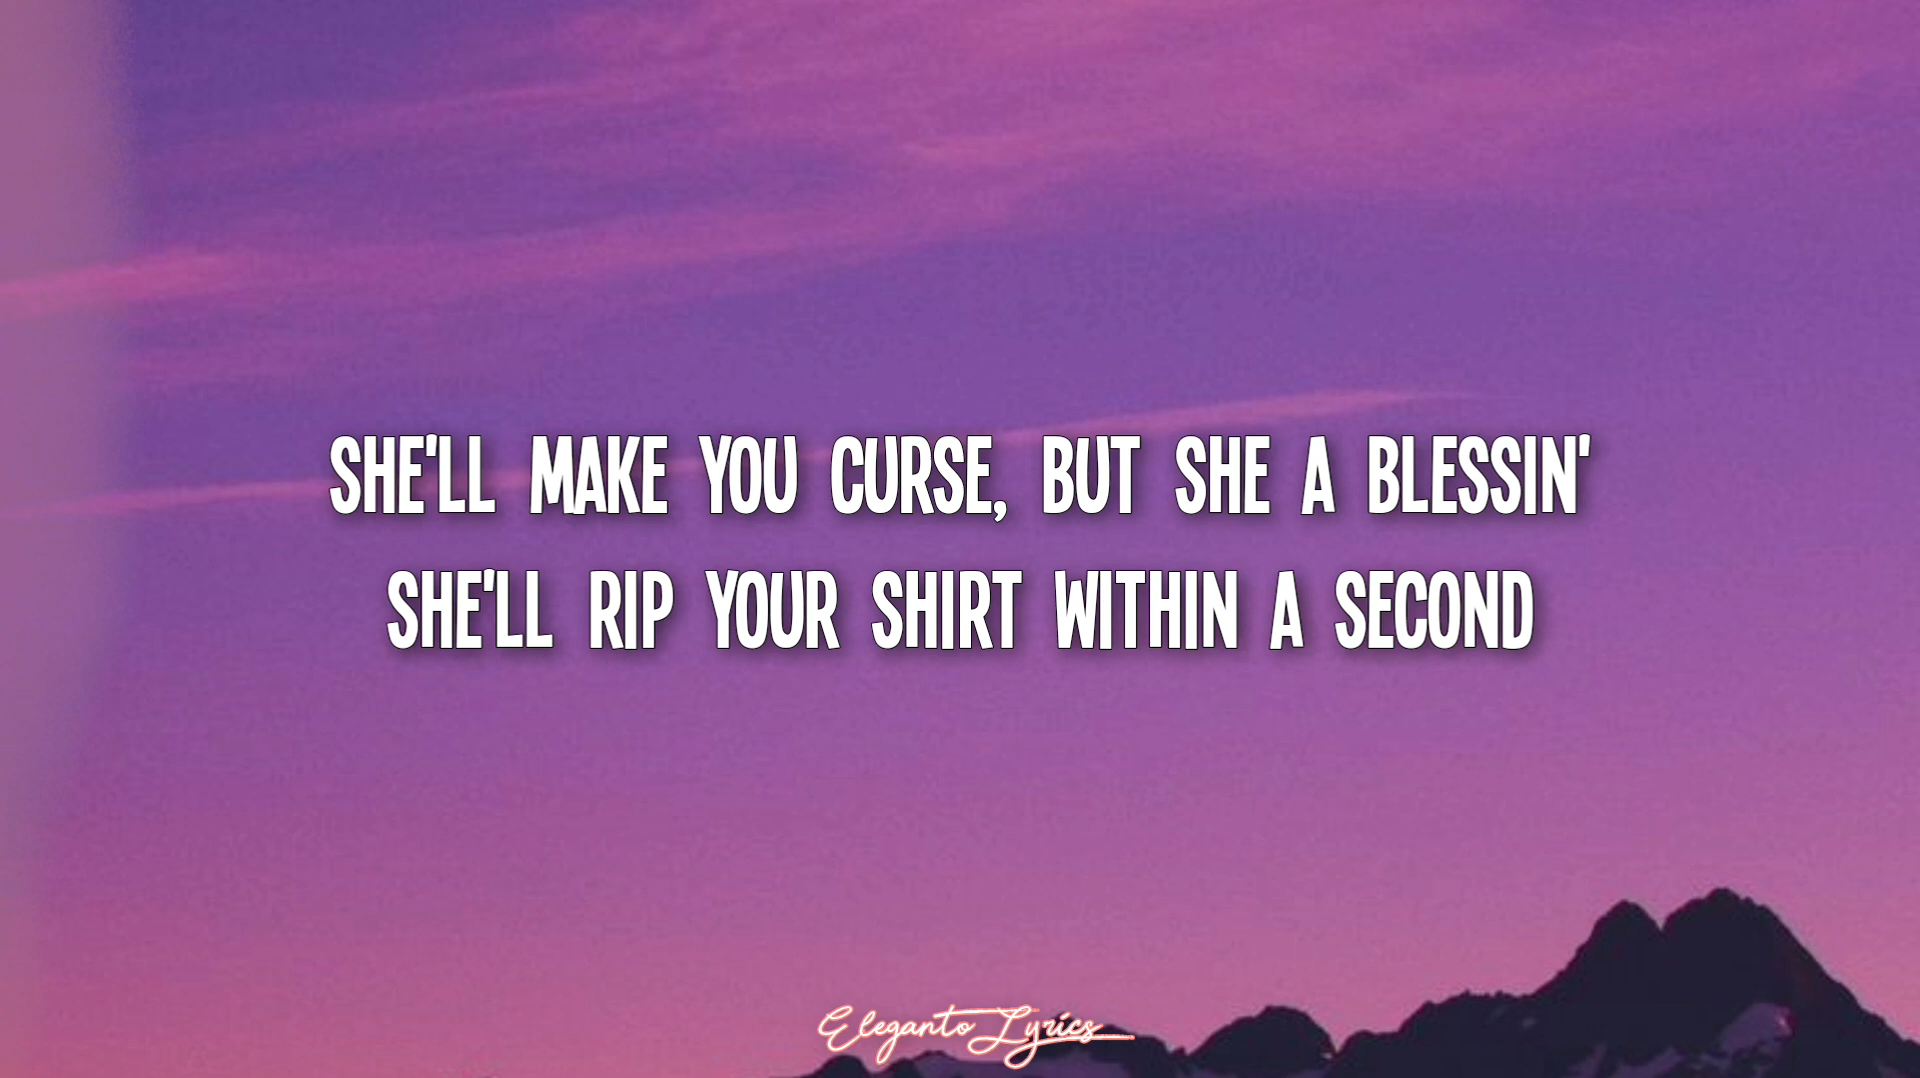 SHE'LL MAKE YOU CURSE, BUT SHE A BLESSIN'
SHE'LL RIP YOUR SHIRT WITHIN A SECOND
Eleganto Lyrics